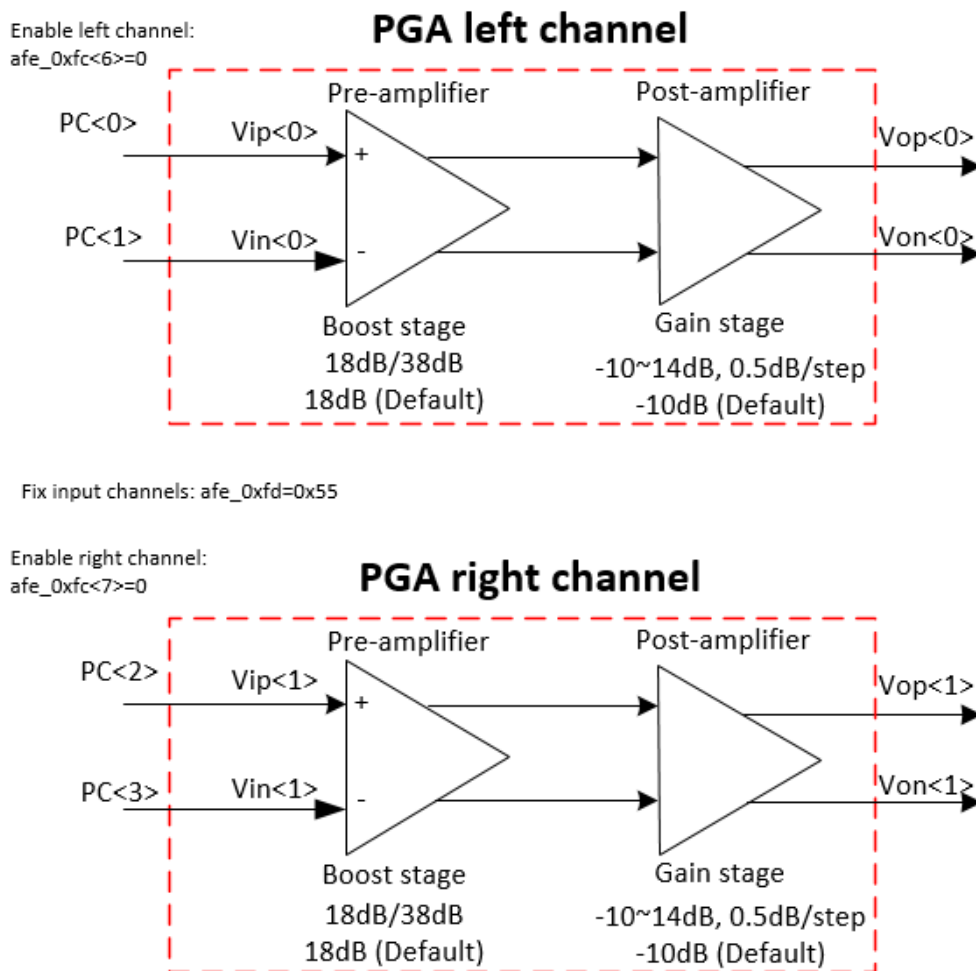 Enable left channel:
afe_0xfc<6>=0
PGA left channel
Pre-amplifier
Post-amplifier
PC<0>
Vip<0>
+
Vop<0>
PC<1>
Vin<0>
-
Von<0>
Boost stage
18dB/38dB
18dB (Default)
Gain stage
-10~14dB, 0.5dB/step
-10dB (Default)
Fix input channels: afe_0xfd=0x55
Enable right channel:
afe_0xfc<7>=0
PGA right channel
Pre-amplifier
Post-amplifier
PC<2>
Vip<1>
+
Vop<1>
PC<3>
Vin<1>
-
Von<1>
Boost stage
18dB/38dB
18dB (Default)
Gain stage
-10~14dB, 0.5dB/step
-10dB (Default)